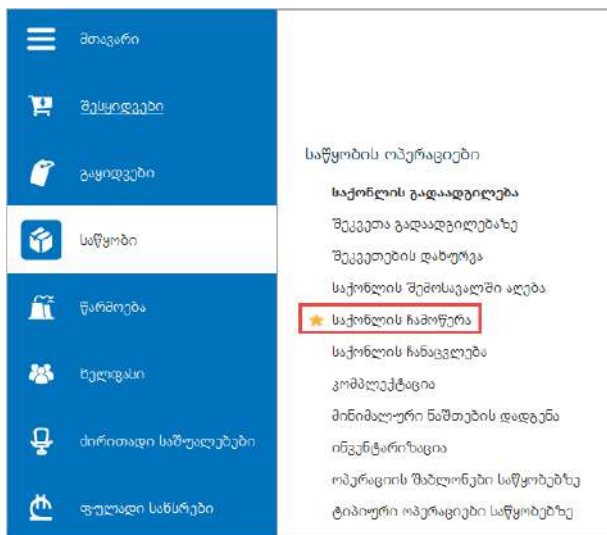 მთავარი
შესყიდვები
გაყიდვები
საწყობი
წარმოება
ხელფასი
ძირითადი საშუალებები
ფულადი სახსრები
საწყობის ოპერაციები
საქონლის გადაადგილება
შეკვეთა გადაადგილებაზე
შეკვეთების დახურვა
საქონლის შემოსავალში აღება
საქონლის ჩამოწერა
საქონლის ჩანაცვლება
კომპლექტაცია
მინიმალური ნაშთების დადგენა
ინვენტარიზაცია
ოპერაციის შაბლონები საწყობებზე
ტიპიური ოპერაციები საწყობებზე